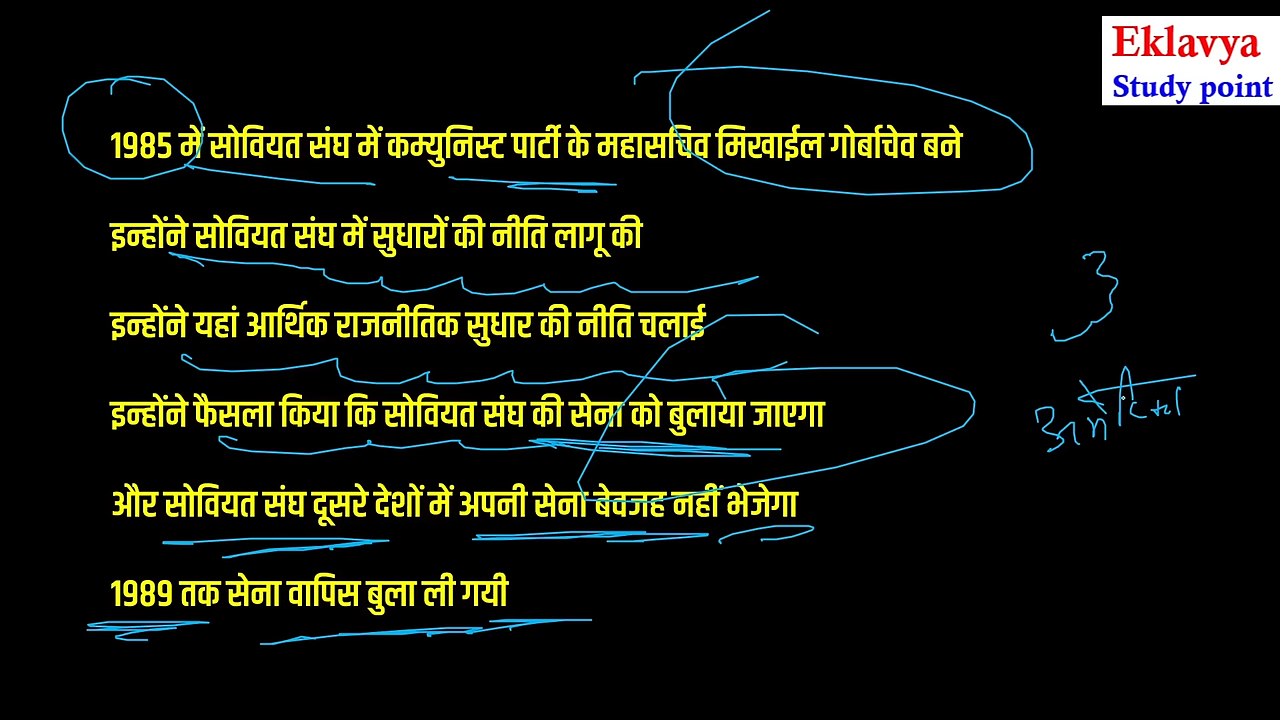 Eklavya
Study point
1985 में सोवियत संघ में कम्युनिस्ट पार्टी के महासचिव मिखाईल गोर्बाचेव बने
इन्होंने सोवियत संघ में सुधारों की नीति लागू की
इन्होंने यहां आर्थिक राजनीतिक सुधार की नीति चलाई
इन्होंने फैसला किया कि सोवियत संघ की सेना को बुलाया जाएगा
और सोवियत संघ दूसरे देशों में अपनी सेना बेवजह नहीं भेजेगा
1989 तक सेना वापिस बुला ली गयी